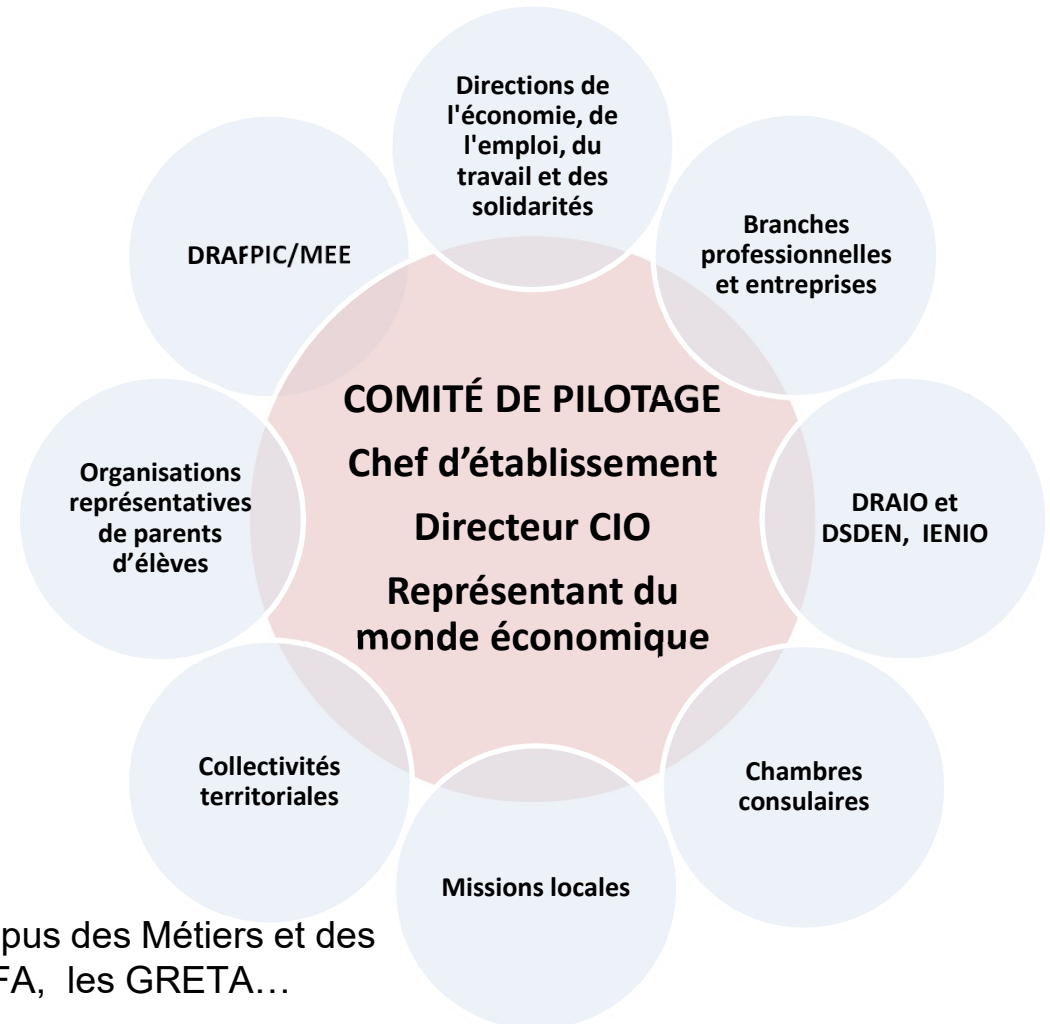 Directions de
l'économie, de
l'emploi, du
travail et des
solidarités
Branches
professionnelles
et entreprises
DRAFPIC/MEE
COMITÉ DE PILOTAGE
Chef d’établissement
Directeur CIO
Représentant du
monde économique
Organisations
représentatives
de parents
d’élèves
DRAIO et
DSDEN, IENIO
Collectivités
territoriales
Chambres
consulaires
Missions locales
des Métiers et des
les GRETA…